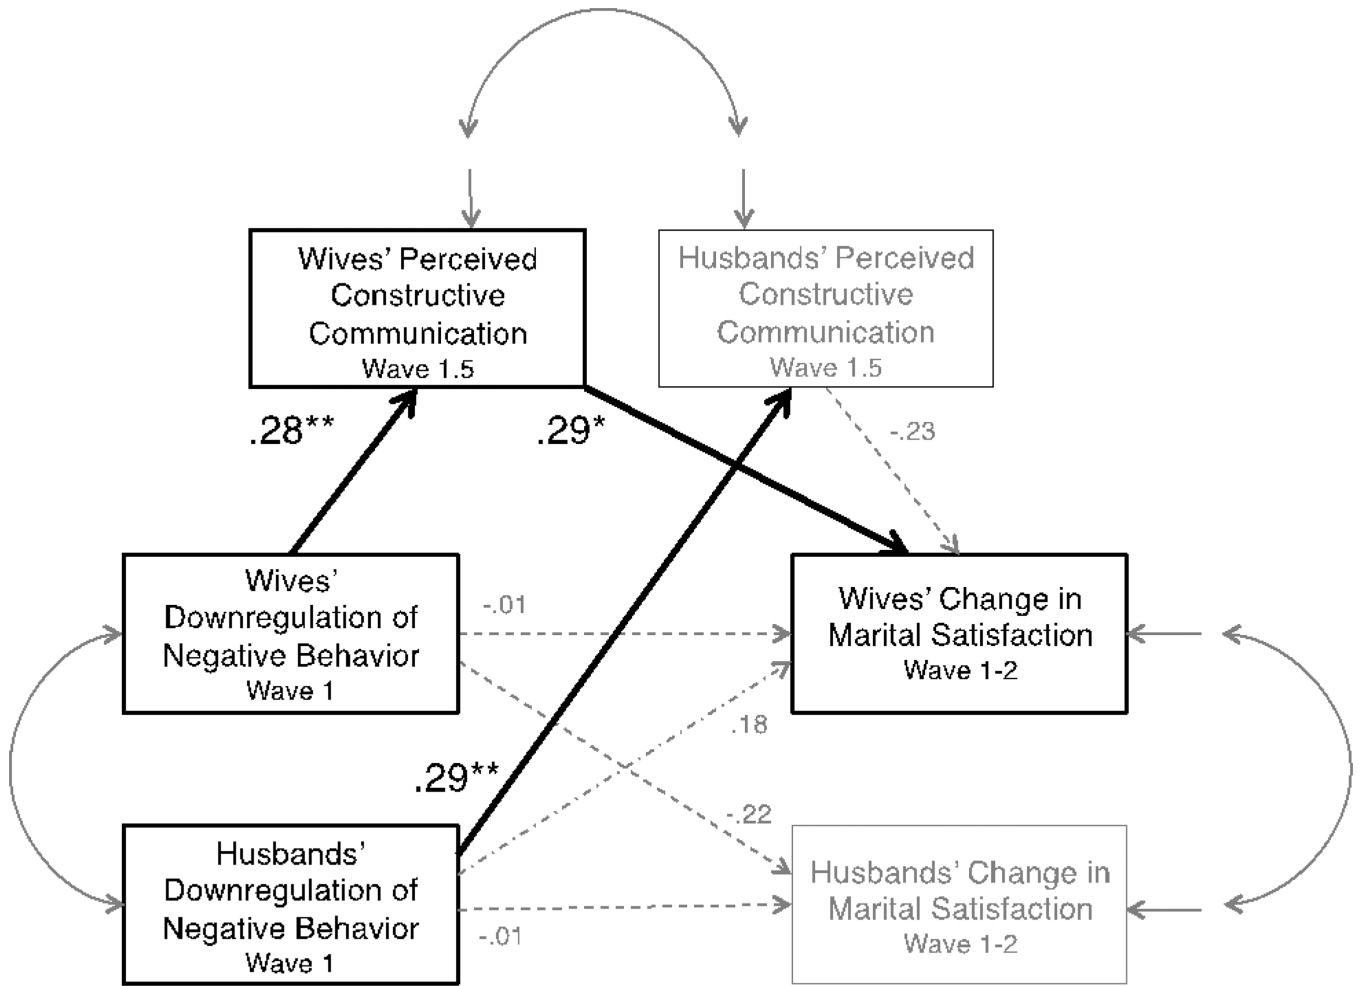 Wives’ Perceived
Constructive
Communication
Wave 1.5
Husbands’ Perceived
Constructive
Communication
Wave 1.5
.28**
.29*
-.23
Wives’
Downregulation of
Negative Behavior
Wave 1
-.01
Wives’ Change in
Marital Satisfaction
Wave 1-2
.18
.29**
-.22
Husbands’
Downregulation of
Negative Behavior
Wave 1
-.01
Husbands’ Change in
Marital Satisfaction
Wave 1-2